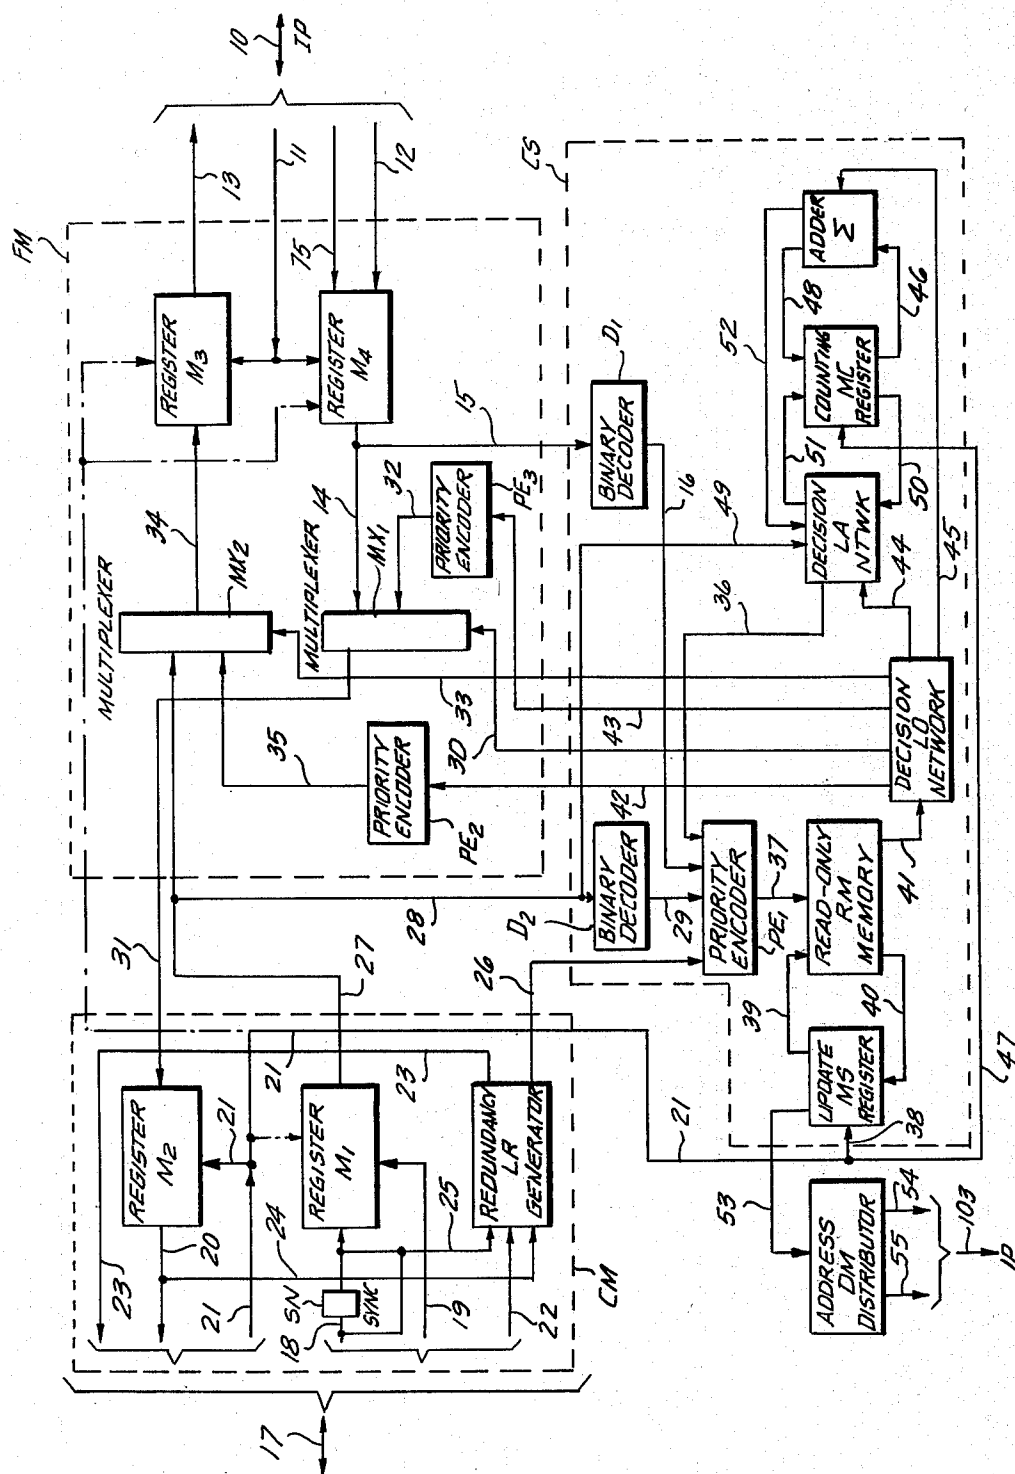 10
IP
13
11
75
12
FM
REGISTER
M3
REGISTER
M4
34
MULTIPLEXER
MX2
14
MULTIPLEXER
MX1
32
PRIORITY
ENCODER
PE3
15
35
PRIORITY
ENCODER
PE2
33
43
30
42
31
27
28
CS
D1
BINARY
DECODER
16
49
36
52
48
ADDER
Σ
46
COUNTING
MC
REGISTER
51
50
DECISION
LA
NTWK
44
45
DECISION
LD
NETWORK
D2
BINARY
DECODER
29
PRIORITY
ENCODER
PE1
37
READ-ONLY
RM
MEMORY
41
26
39
40
UPDATE
MS
REGISTER
38
47
21
REGISTER
M2
21
21
23
REGISTER
M1
REDUNDANCY
LR
GENERATOR
20
24
25
23
21
SN
SYNC
18
19
22
CM
17
53
ADDRESS
DM
DISTRIBUTOR
54
55
103
IP